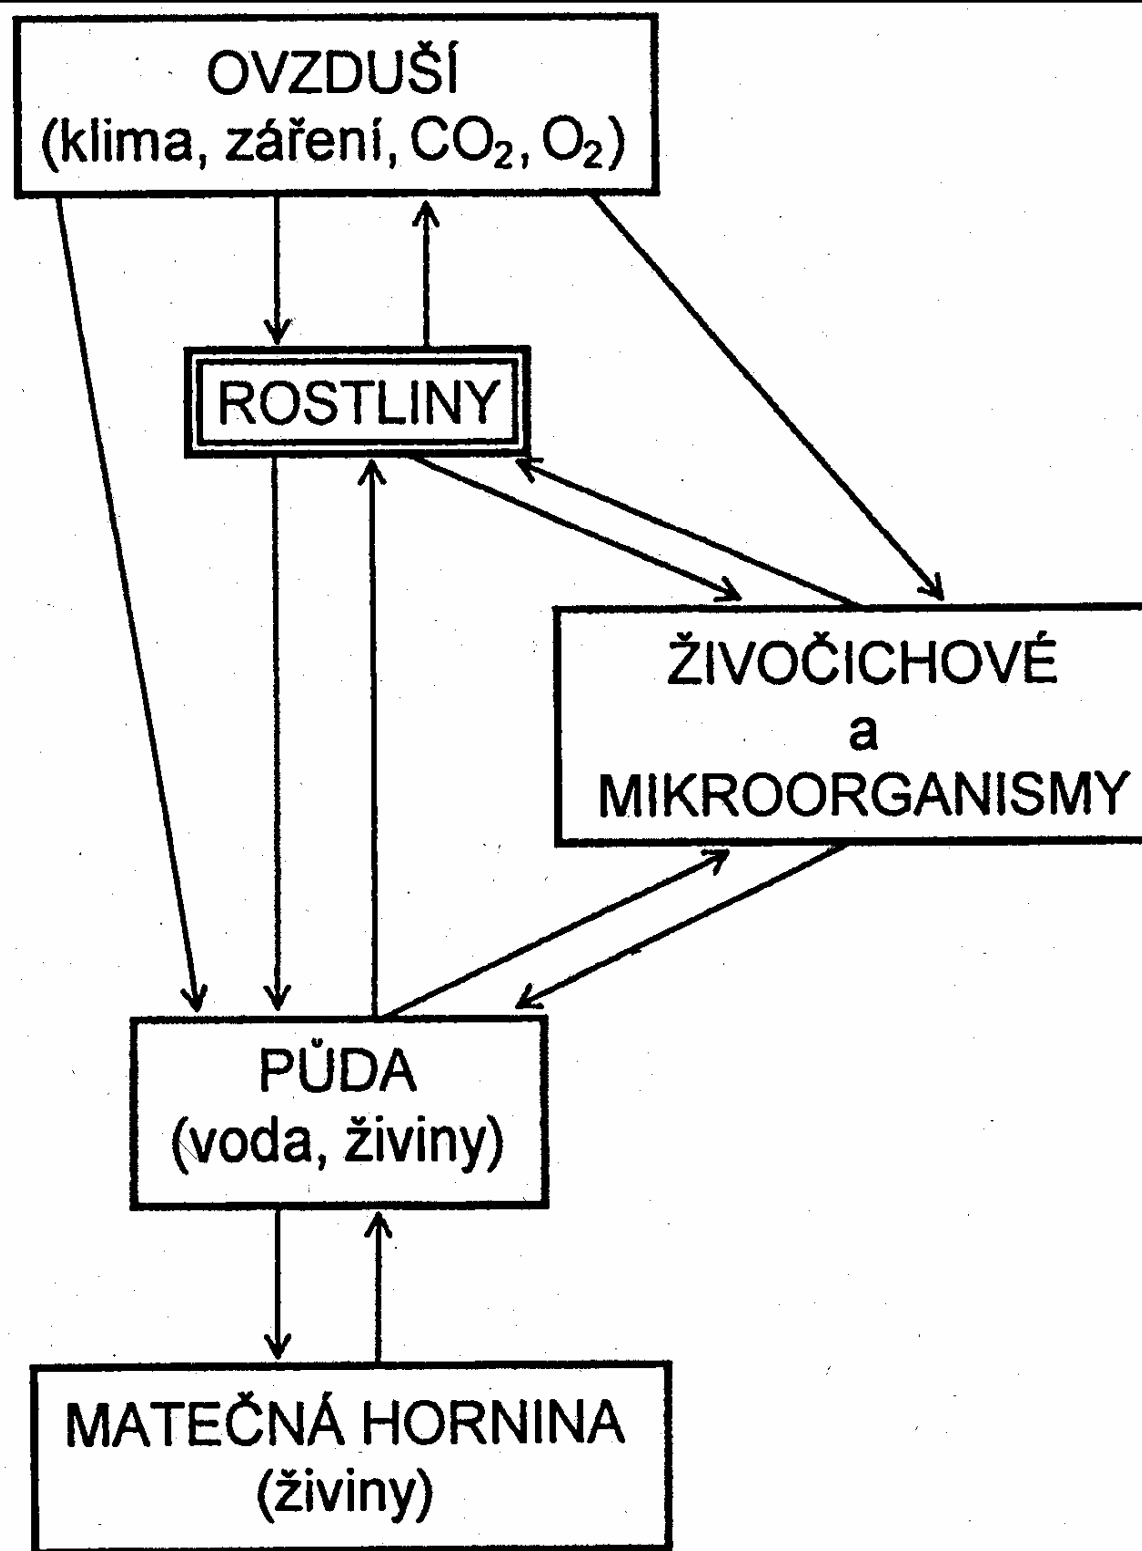 OVZDUŠÍ
(klima, záření, CO₂, O₂)
ROSTLINY
ŽIVOČICHOVÉ
a
MIKROORGANISMY
PŮDA
(voda, živiny)
MATEČNÁ HORNINA
(živiny)